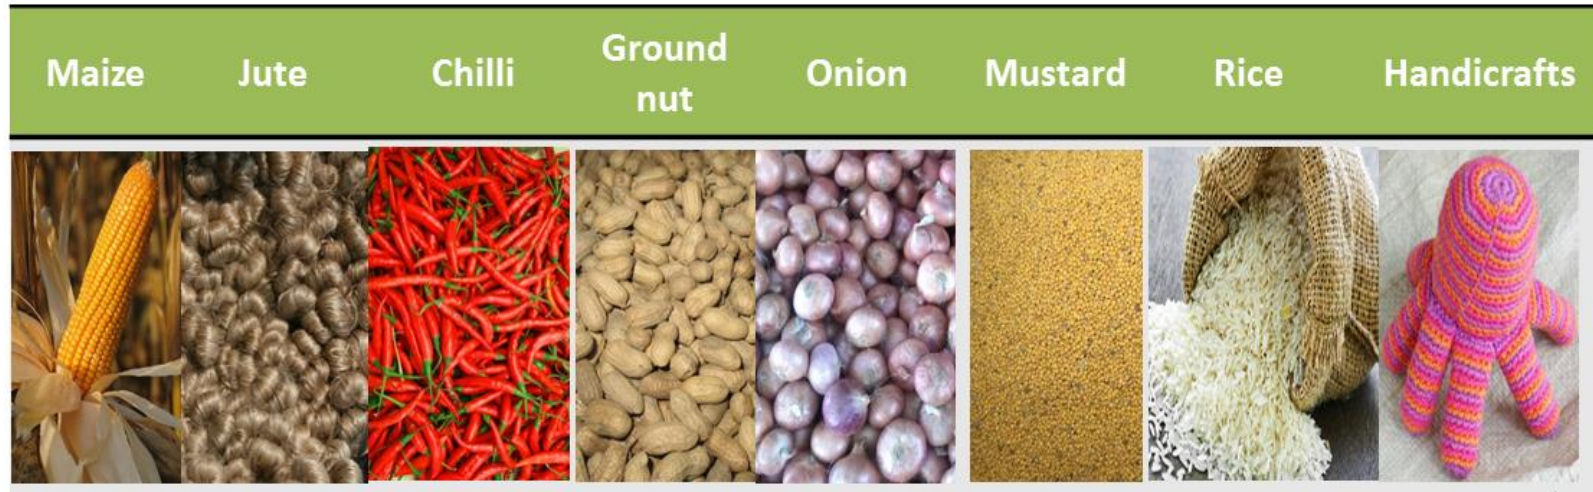 Maize
Jute
Chilli
Ground
nut
Onion
Mustard
Rice
Handicrafts